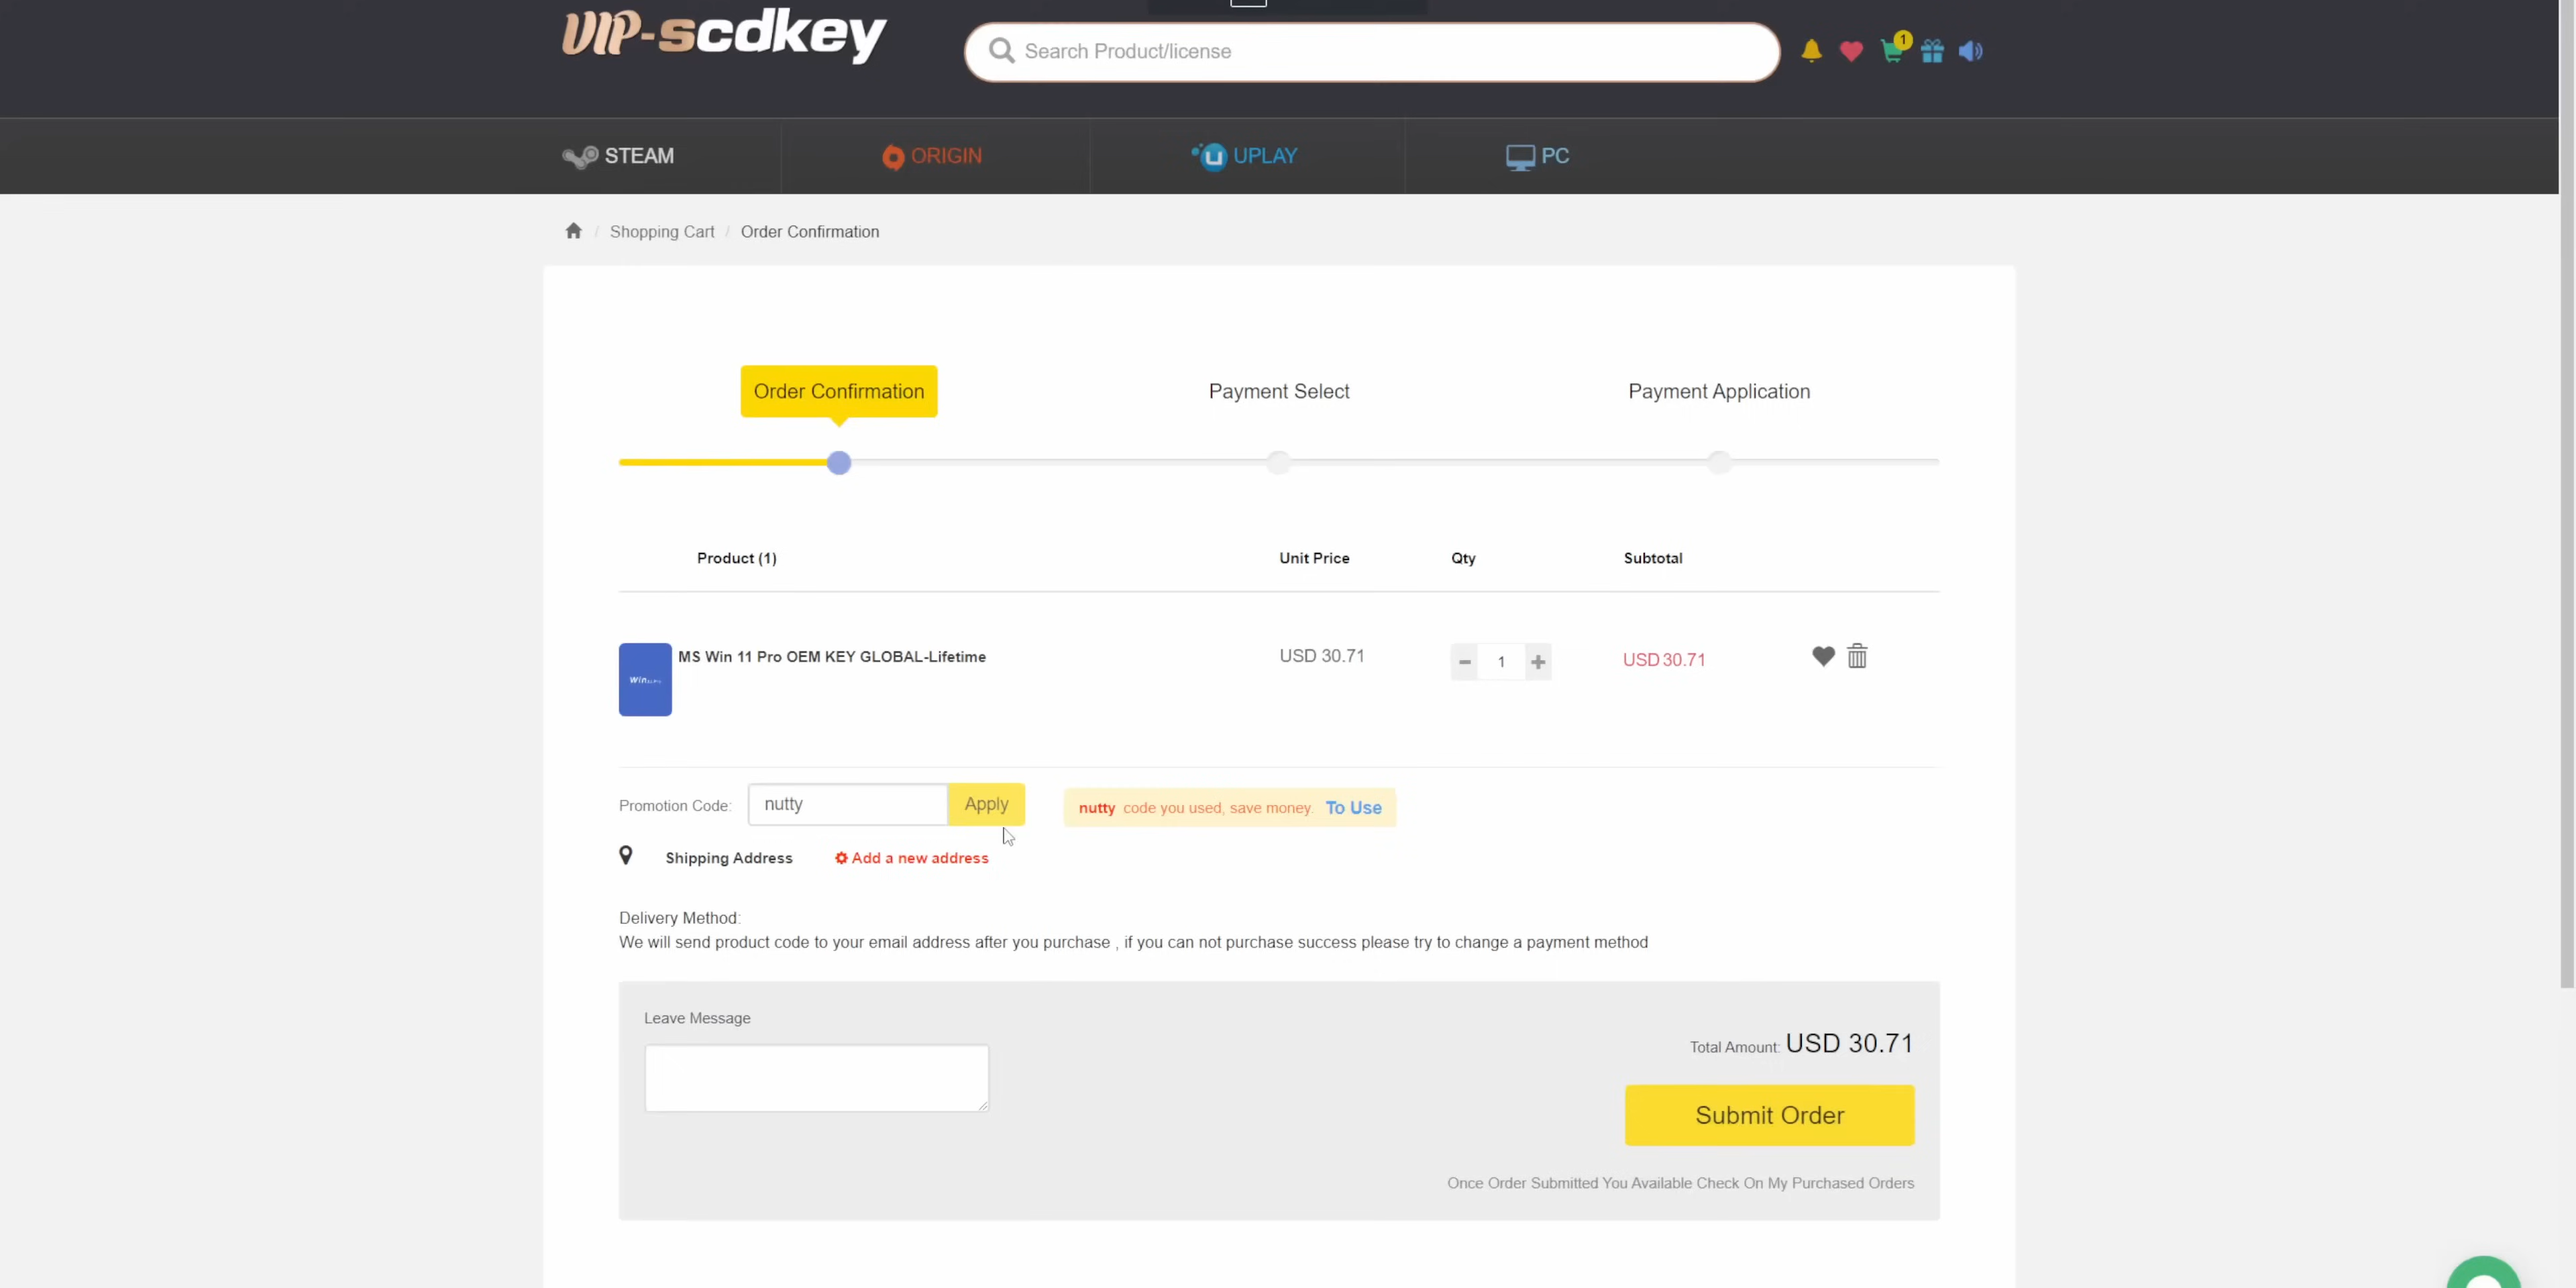 VIP-scdkey
Search Product/license
1
STEAM
ORIGIN
UPLAY
PC
/ Shopping Cart / Order Confirmation
Order Confirmation
Payment Select
Payment Application
Product (1)
Unit Price
Qty
Subtotal
Win
MS Win 11 Pro OEM KEY GLOBAL-Lifetime
USD 30.71
- 1 +
USD 30.71
Promotion Code:
nutty
Apply
nutty code you used, save money. To Use
Shipping Address
Add a new address
Delivery Method:
We will send product code to your email address after you purchase , if you can not purchase success please try to change a payment method
Leave Message
Total Amount: USD 30.71
Submit Order
Once Order Submitted You Available Check On My Purchased Orders